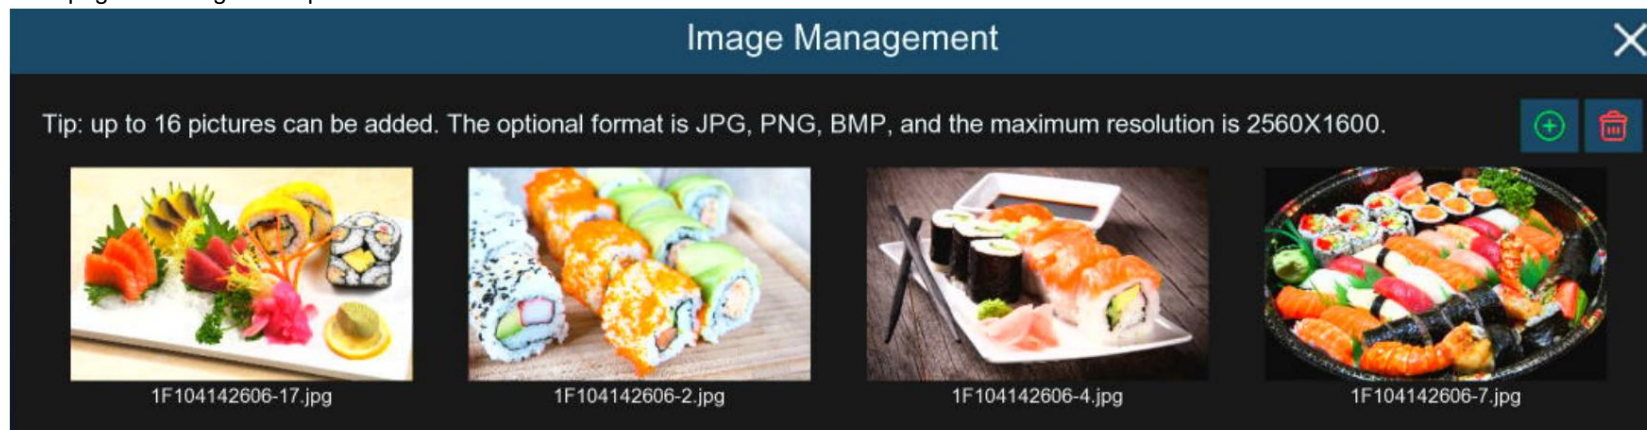 Image Management
Tip: up to 16 pictures can be added. The optional format is JPG, PNG, BMP, and the maximum resolution is 2560X1600.
1F104142606-17.jpg
1F104142606-2.jpg
1F104142606-4.jpg
1F104142606-7.jpg